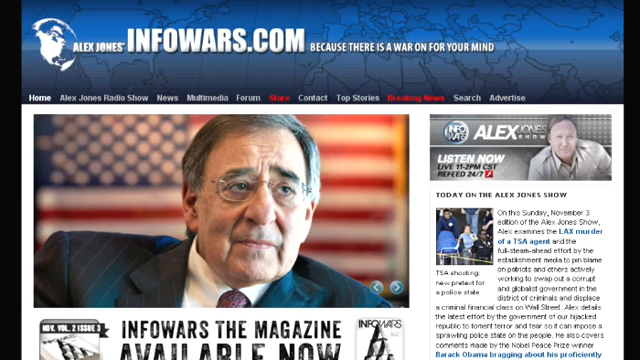 ALEX JONES' INFOWARS.COM BECAUSE THERE IS A WAR ON FOR YOUR MIND
Home Alex Jones Radio Show News Multimedia Forum Store Contact Top Stories Breaking News Search Advertise
INFO WARS ALEX JONES SHOW
LISTEN NOW
LIVE 11-2PM CST
REFEED 24/7
TODAY ON THE ALEX JONES SHOW
On this Sunday, November 3
edition of the Alex Jones Show,
Alex examines the LAX murder
of a TSA agent and the
full-steam-ahead effort by the
establishment media to pin blame
on patriots and others actively
working to swap out a corrupt
and globalist government in the
TSA shooting:
new pretext for
a police state
district of criminals and displace
a criminal financial class on Wall Street. Alex details
the latest effort by the government of our hijacked
republic to foment terror and fear so it can impose a
sprawling police state on the people. He also covers
comments made by the Nobel Peace Prize winner
Barack Obama bragging about his proficiently
NOV. VOL. 2 ISSUE 3
INFOWARS THE MAGAZINE
AVAILABLE NOW
INFOWARS